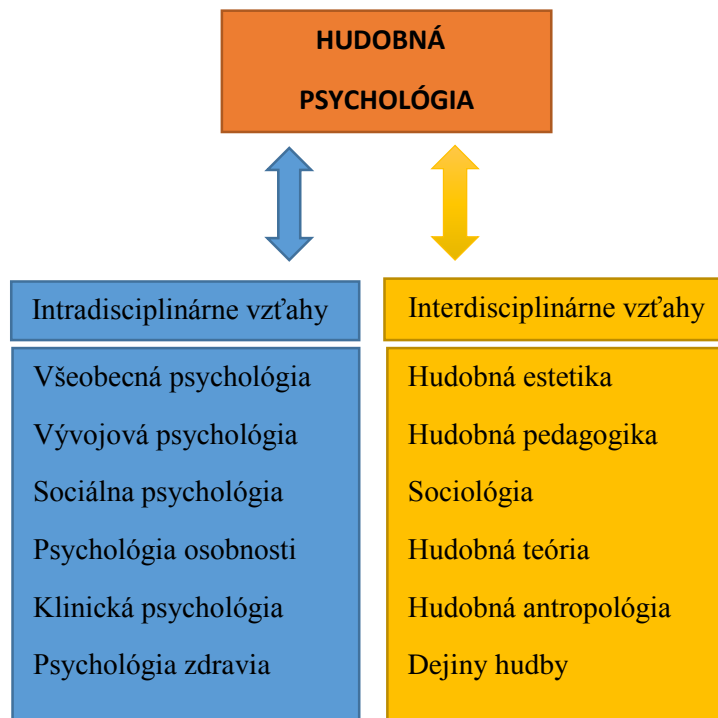 HUDOBNÁ
PSYCHOLÓGIA
Intradisciplinárne vzťahy
Všeobecná psychológia
Vývojová psychológia
Sociálna psychológia
Psychológia osobnosti
Klinická psychológia
Psychológia zdravia
Interdisciplinárne vzťahy
Hudobná estetika
Hudobná pedagogika
Sociológia
Hudobná teória
Hudobná antropológia
Dejiny hudby